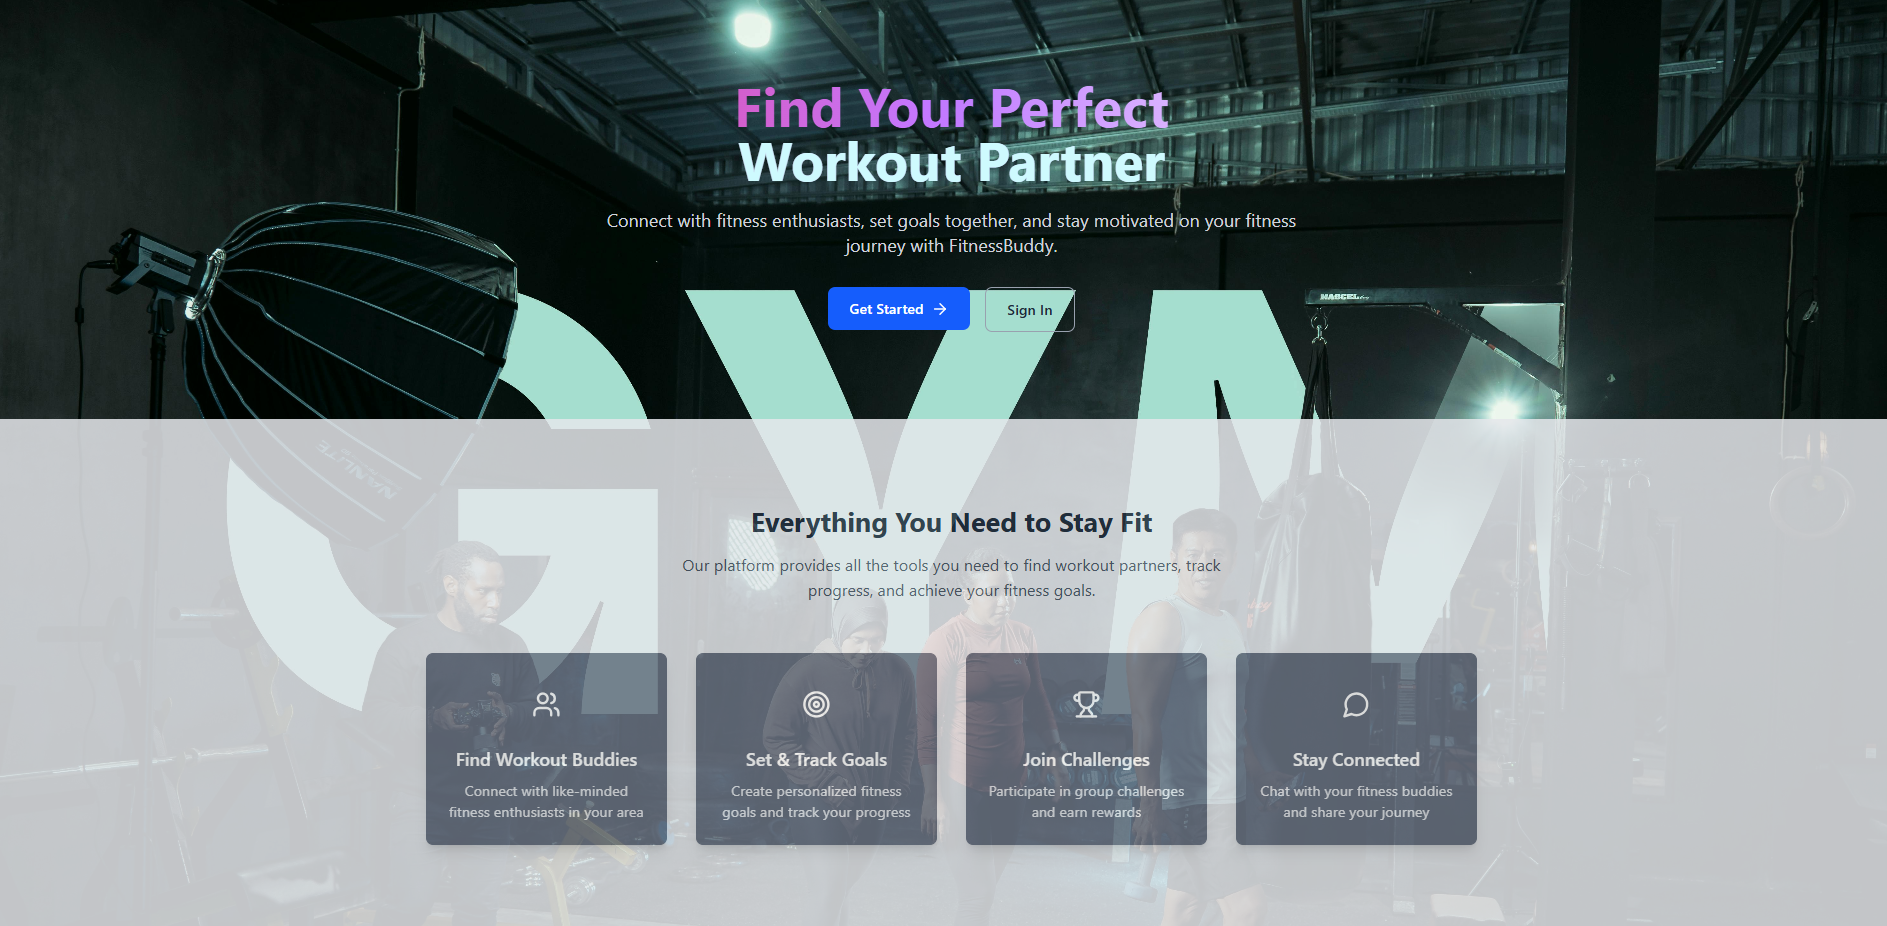 Find Your Perfect
Workout Partner
Connect with fitness enthusiasts, set goals together, and stay motivated on your fitness
journey with FitnessBuddy.
GYM
Get Started
Sign In
NANLITE
Everything You Need to Stay Fit
Our platform provides all the tools you need to find workout partners, track
progress, and achieve your fitness goals.
Find Workout Buddies
Connect with like-minded
fitness enthusiasts in your area
Set & Track Goals
Create personalized fitness
goals and track your progress
Join Challenges
Participate in group challenges
and earn rewards
Stay Connected
Chat with your fitness buddies
and share your journey